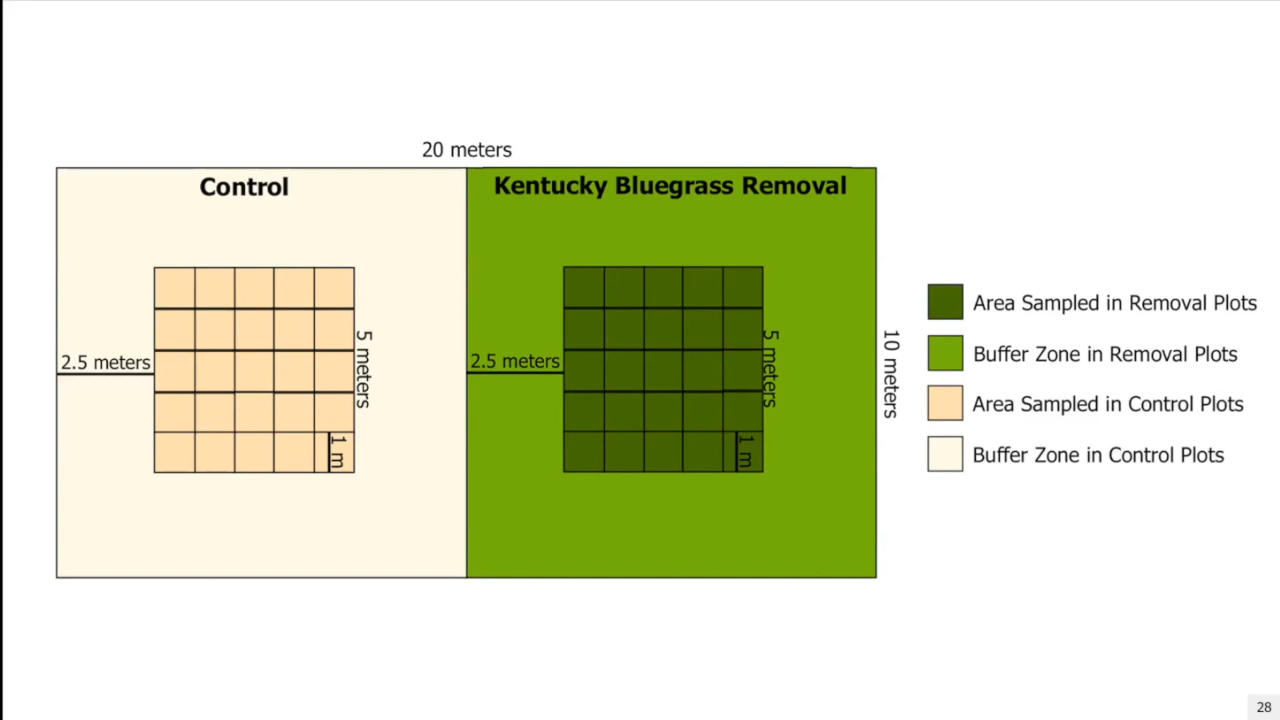 20 meters
Control
Kentucky Bluegrass Removal
2.5 meters
5 meters
1 m
2.5 meters
5 meters
1 m
10 meters
Area Sampled in Removal Plots
Buffer Zone in Removal Plots
Area Sampled in Control Plots
Buffer Zone in Control Plots
28